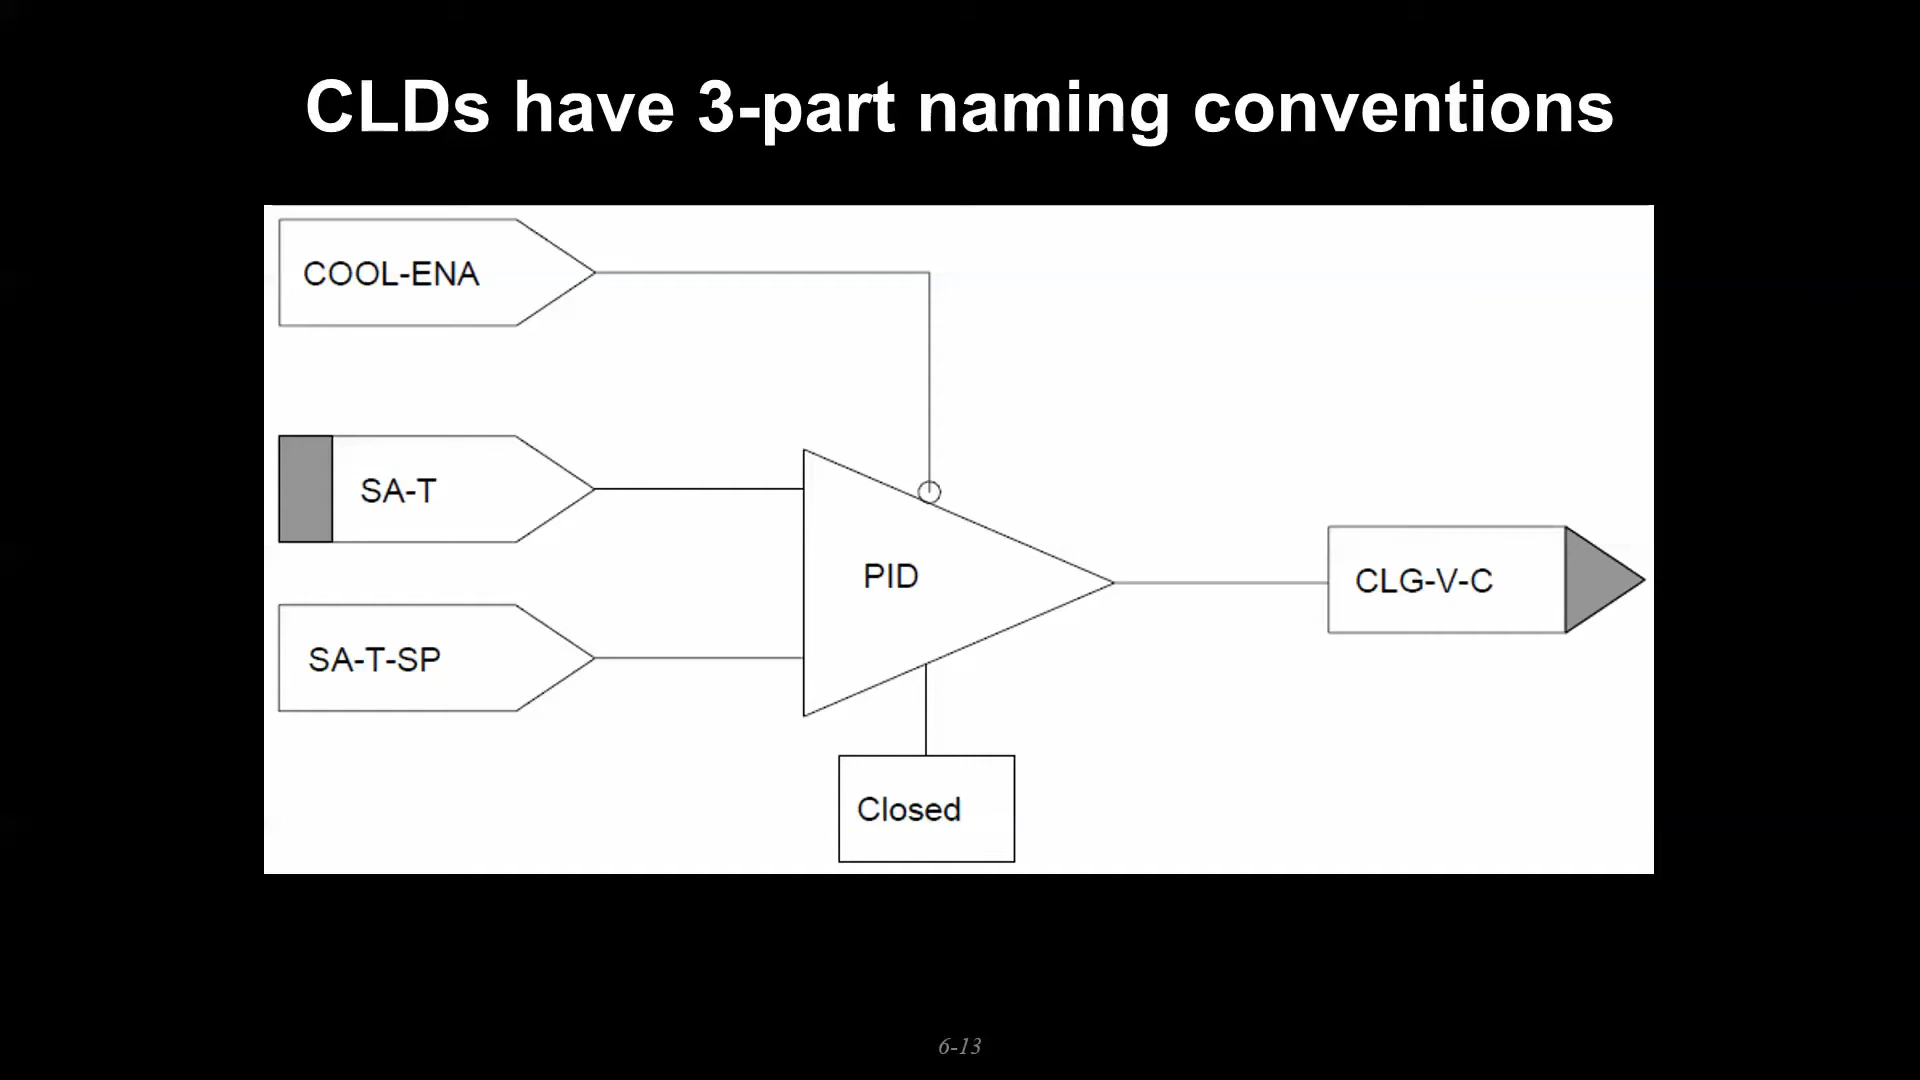 CLDs have 3-part naming conventions
COOL-ENA
SA-T
SA-T-SP
PID
Closed
CLG-V-C
6-13